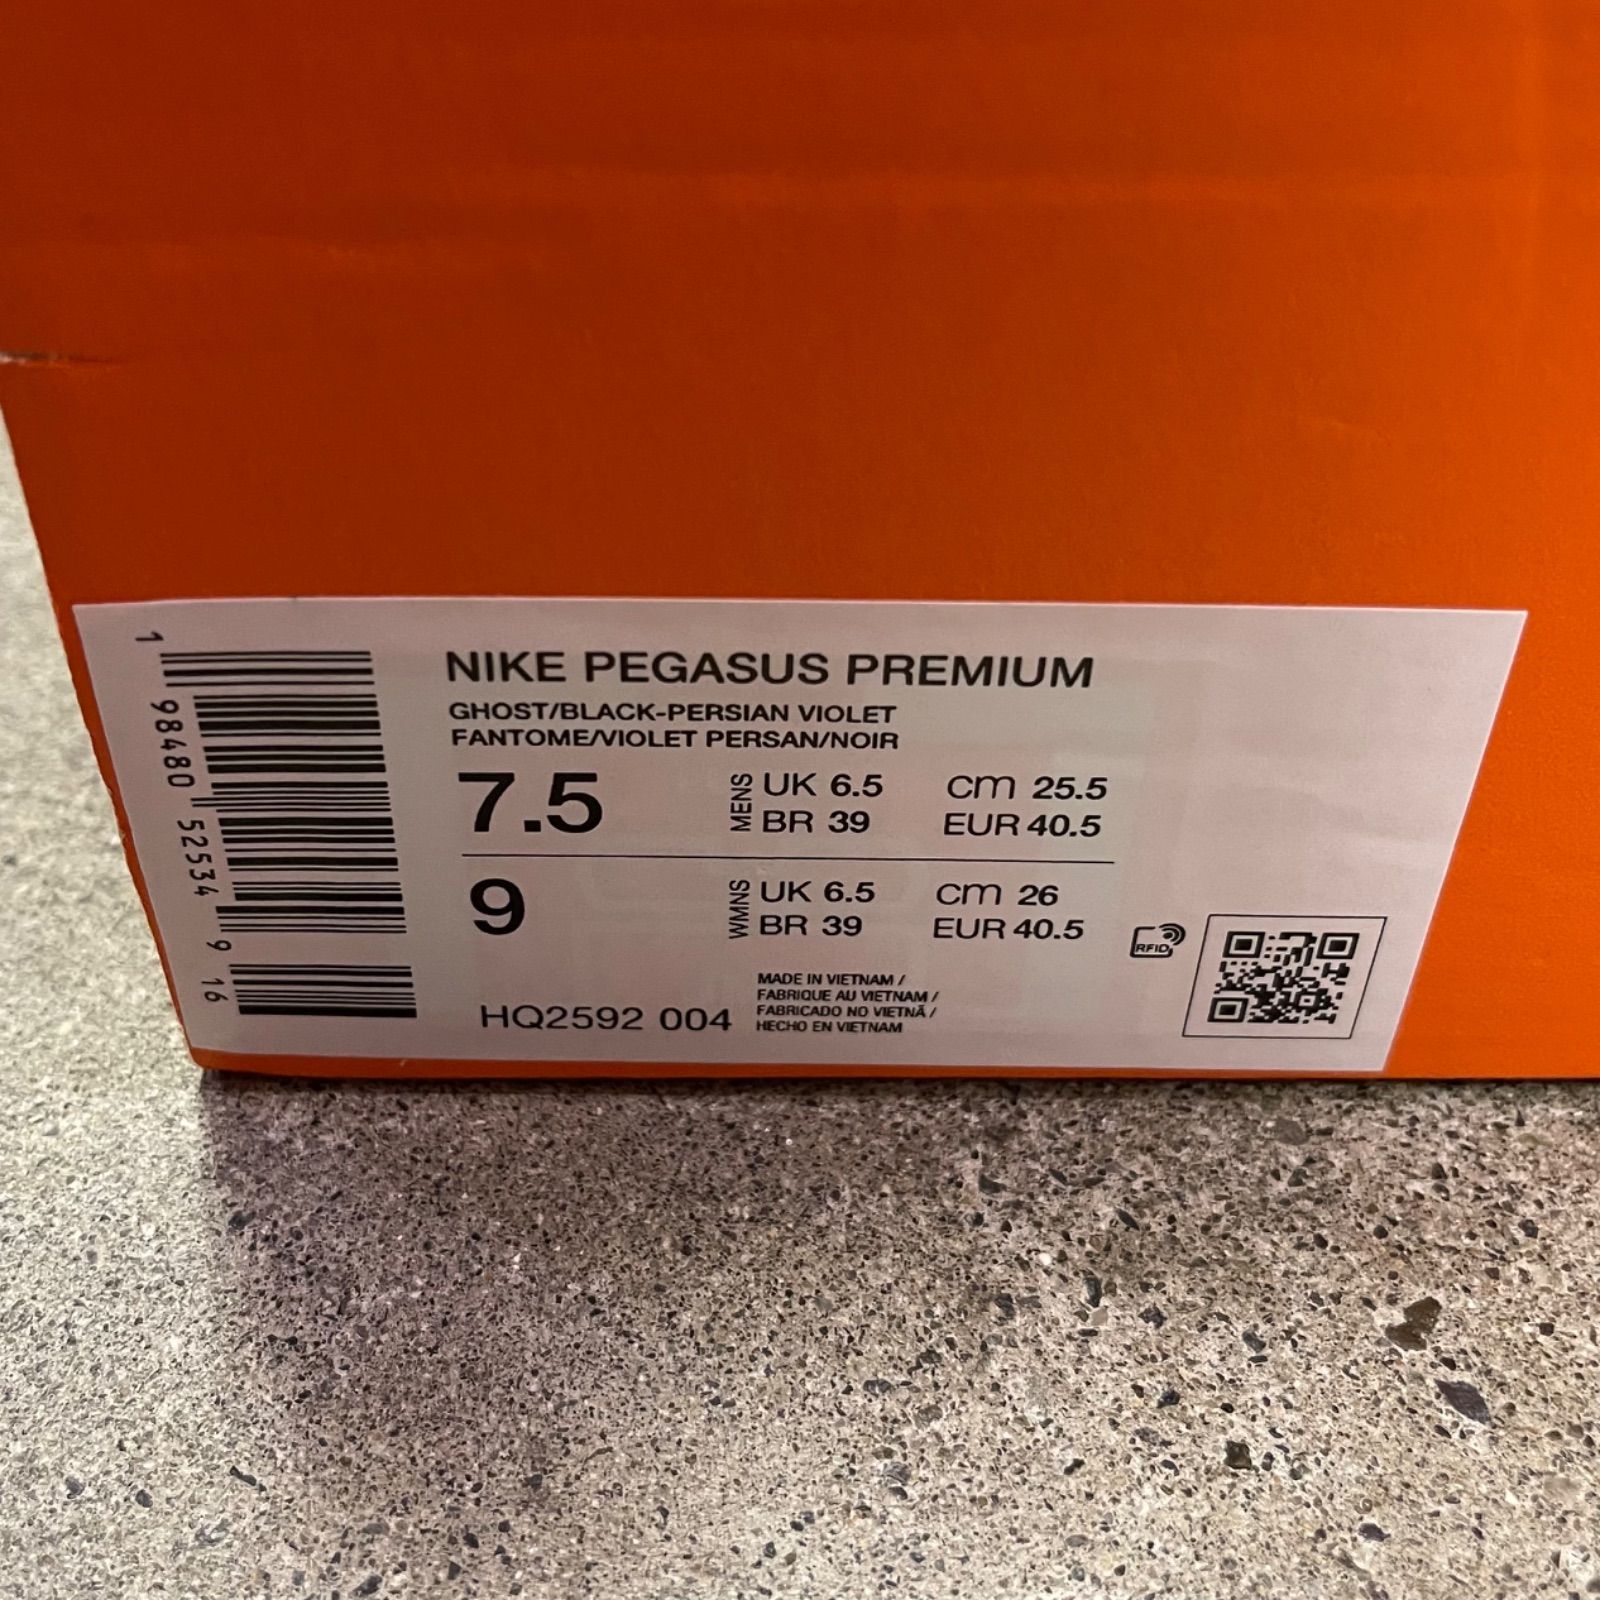 NIKE PEGASUS PREMIUM
GHOST/BLACK-PERSIAN VIOLET
FANTOME/VIOLET PERSAN/NOIR
7.5 MENS UK 6.5 CM 25.5
BR 39 EUR 40.5
9 WMNS UK 6.5 CM 26
BR 39 EUR 40.5
RFID
HQ2592 004
MADE IN VIETNAM /
FABRIQUE AU VIETNAM /
FABRICADO NO VIETNÃ /
HECHO EN VIETNAM
1 98480 52534 9 16